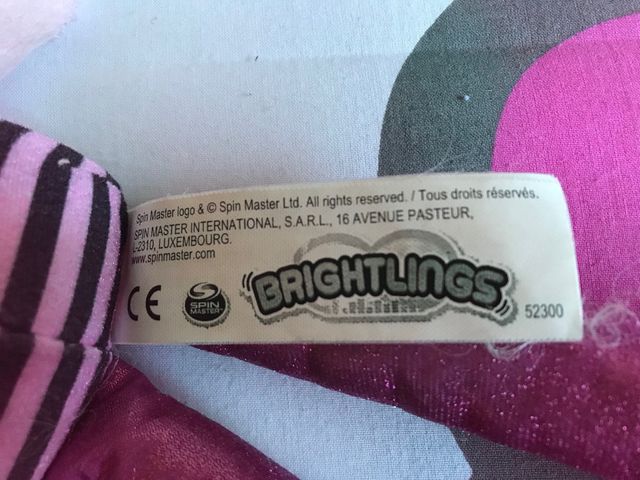 Spin Master logo & © Spin Master Ltd. All rights reserved. / Tous droits réservés.
SPIN MASTER INTERNATIONAL, S.A.R.L., 16 AVENUE PASTEUR,
L-2310, LUXEMBOURG.
www.spinmaster.com
CE
SPIN
MASTER™
BRIGHTLINGS
52300